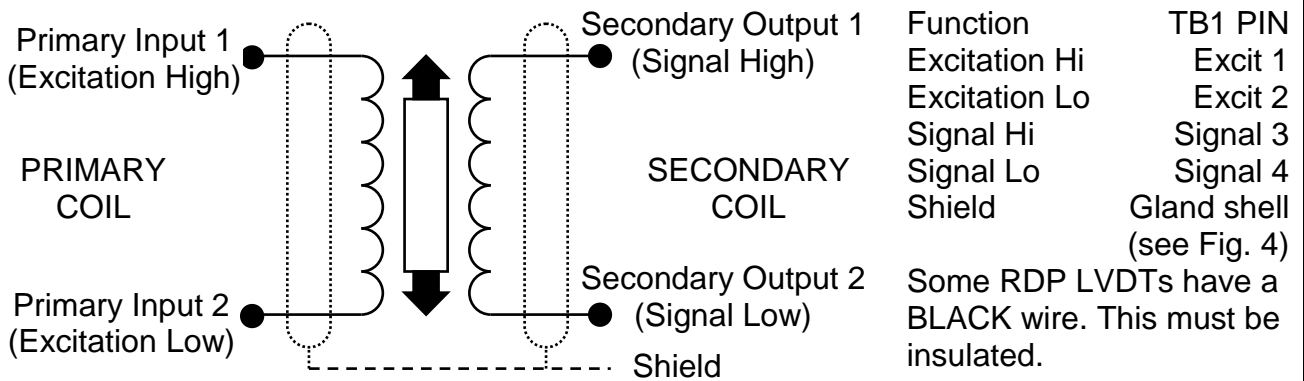 Primary Input 1
(Excitation High)
PRIMARY
COIL
Primary Input 2
(Excitation Low)
Secondary Output 1
(Signal High)
SECONDARY
COIL
Secondary Output 2
(Signal Low)
Shield
Function TB1 PIN
Excitation Hi Excit 1
Excitation Lo Excit 2
Signal Hi Signal 3
Signal Lo Signal 4
Shield Gland shell
(see Fig. 4)
Some RDP LVDTs have a
BLACK wire. This must be
insulated.